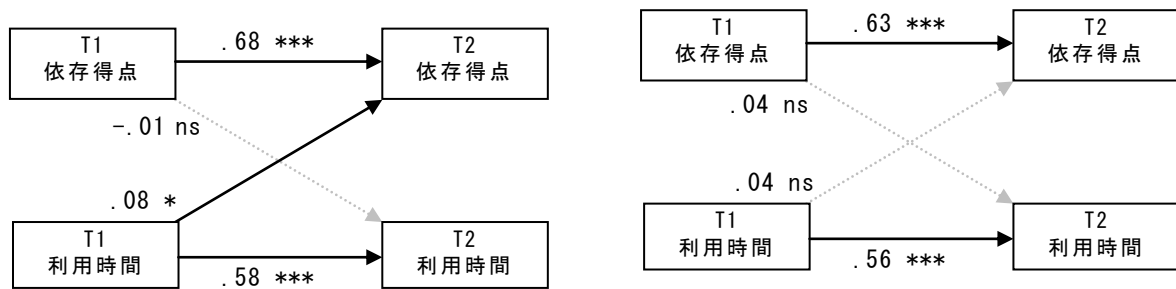 T1
依存得点
.68 ***
T2
依存得点
-.01 ns
.08 *
T1
利用時間
.58 ***
T2
利用時間
T1
依存得点
.63 ***
T2
依存得点
.04 ns
.04 ns
T1
利用時間
.56 ***
T2
利用時間